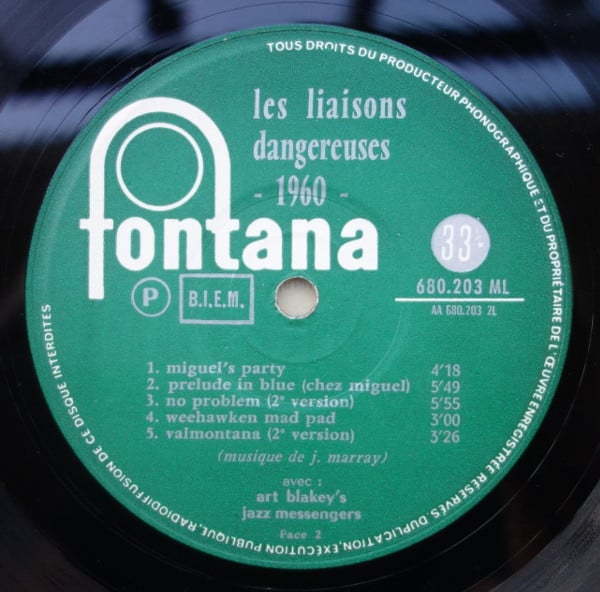 TOUS DROITS DU PRODUCTEUR PHONOGRAPHIQUE ET DU PROPRIÉTAIRE DE L'ŒUVRE ENREGISTRÉE RÉSERVÉS. DUPLICATION, EXÉCUTION PUBLIQUE, RADIODIFFUSION DE CE DISQUE INTERDITES
les liaisons
dangereuses
- 1960 -
fontana
33
P B.I.E.M.
680.203 ML
AA 680.203 2L
1. miguel's party 4'18
2. prelude in blue (chez miguel) 5'49
3. no problem (2e version) 5'55
4. weehawken mad pad 3'00
5. valmontana (2e version) 3'26
(musique de j. marray)
avec :
art blakey's
jazz messengers
Face 2